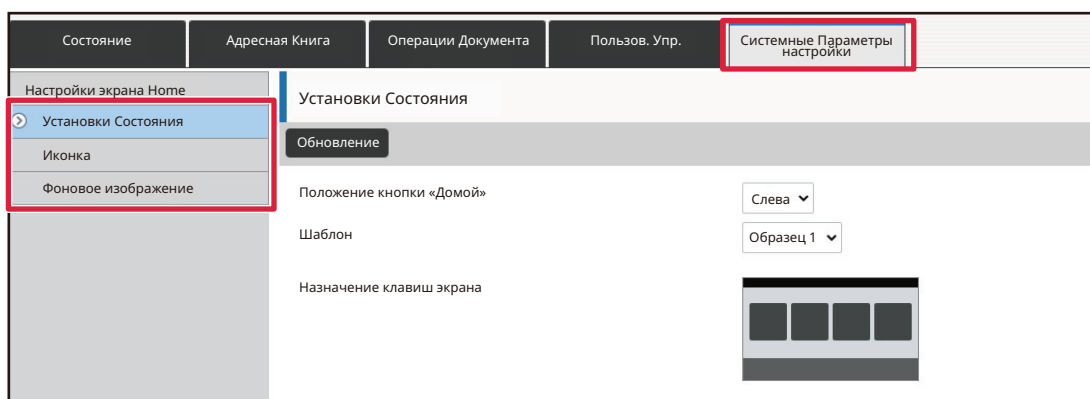 Состояние
Адресная Книга
Операции Документа
Пользов. Упр.
Системные Параметры
настройки
Настройки экрана Home
Установки Состояния
Иконка
Фоновое изображение
Установки Состояния
Обновление
Положение кнопки «Домой»
Слева
Шаблон
Образец 1
Назначение клавиш экрана